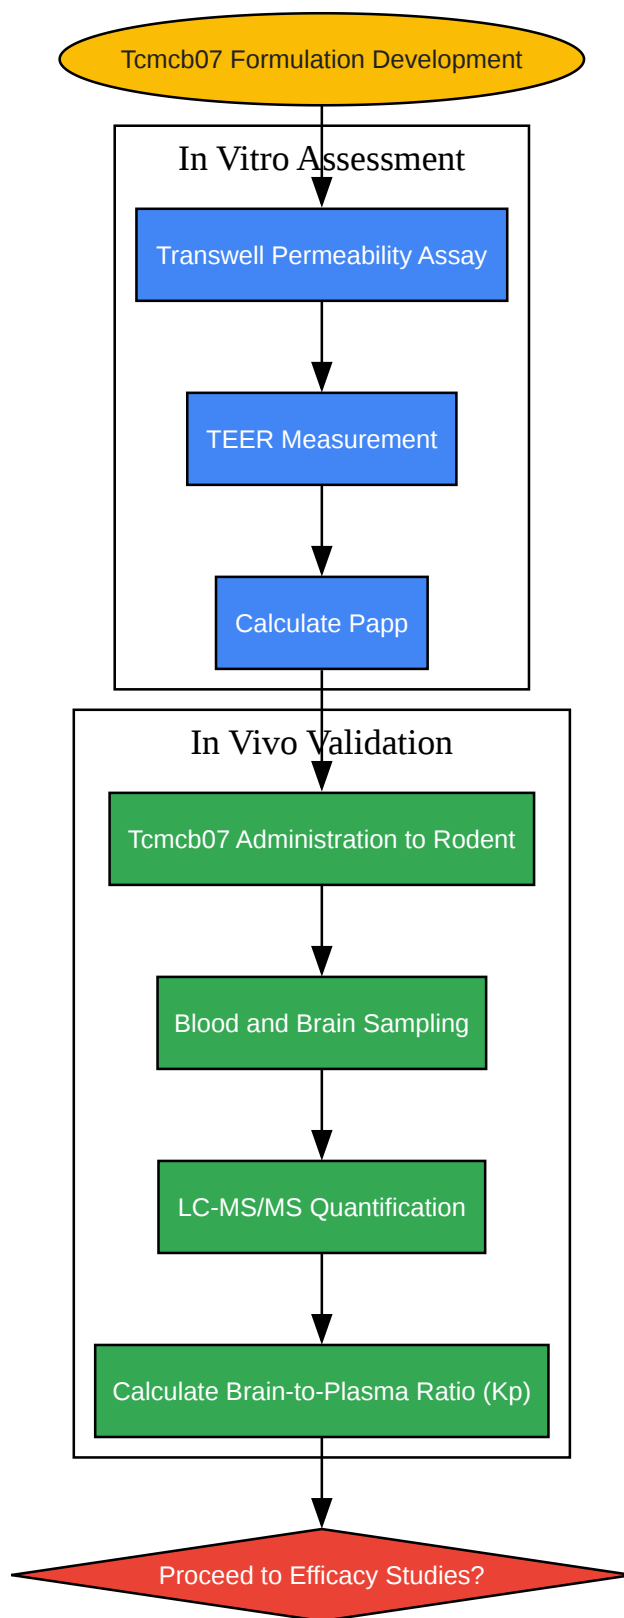 Tcmcb07 Formulation Development
In Vitro Assessment
Transwell Permeability Assay
TEER Measurement
Calculate Papp
In Vivo Validation
Tcmcb07 Administration to Rodent
Blood and Brain Sampling
LC-MS/MS Quantification
Calculate Brain-to-Plasma Ratio (Kp)
Proceed to Efficacy Studies?